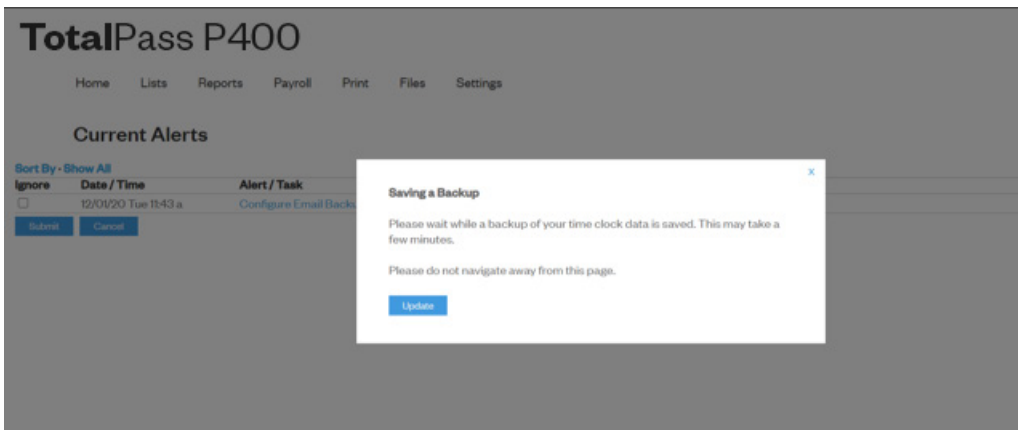 TotalPass P400
Home Lists Reports Payroll Print Files Settings
Current Alerts
Sort By - Show All
Ignore Date / Time Alert / Task
12/01/20 Tue 11:43 a Configure Email
Submit Cancel
x
Saving a Backup
Please wait while a backup of your time clock data is saved. This may take a
few minutes.
Please do not navigate away from this page.
Update